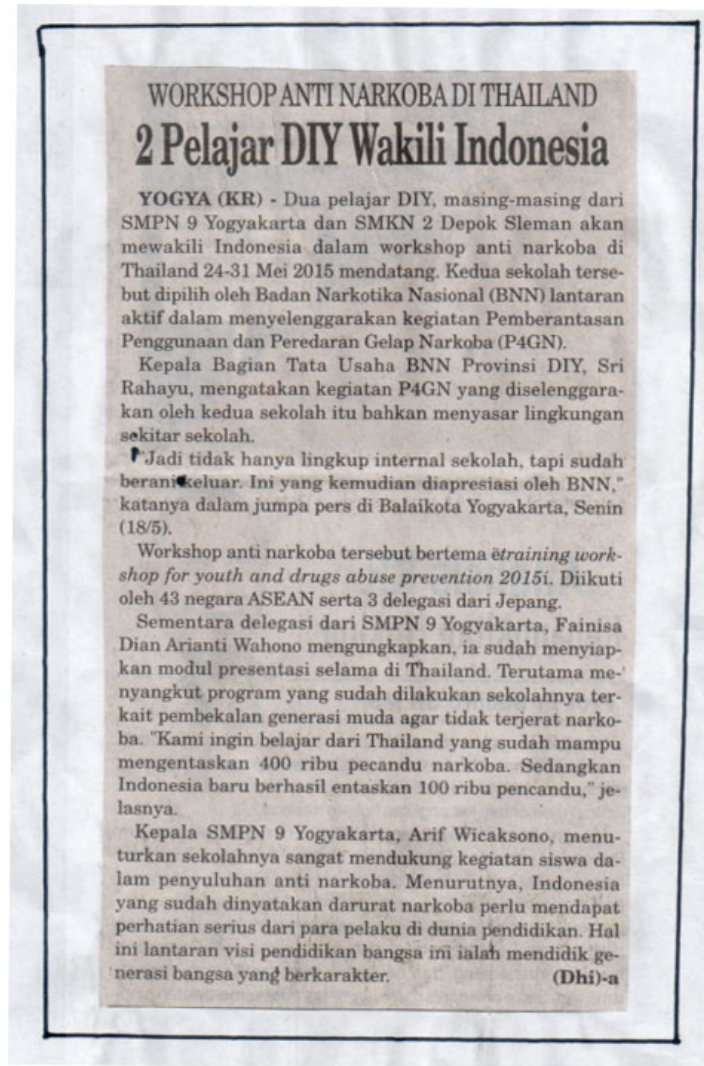 WORKSHOP ANTI NARKOBA DI THAILAND
2 Pelajar DIY Wakili Indonesia
YOGYA (KR) - Dua pelajar DIY, masing-masing dari
SMPN 9 Yogyakarta dan SMKN 2 Depok Sleman akan
mewakili Indonesia dalam workshop anti narkoba di
Thailand 24-31 Mei 2015 mendatang. Kedua sekolah terse-
but dipilih oleh Badan Narkotika Nasional (BNN) lantaran
aktif dalam menyelenggarakan kegiatan Pemberantasan
Penggunaan dan Peredaran Gelap Narkoba (P4GN).
Kepala Bagian Tata Usaha BNN Provinsi DIY, Sri
Rahayu, mengatakan kegiatan P4GN yang diselenggara-
kan oleh kedua sekolah itu bahkan menyasar lingkungan
sekitar sekolah.
"Jadi tidak hanya lingkup internal sekolah, tapi sudah
berani keluar. Ini yang kemudian diapresiasi oleh BNN,"
katanya dalam jumpa pers di Balaikota Yogyakarta, Senin
(18/5).
Workshop anti narkoba tersebut bertema ëtraining work-
shop for youth and drugs abuse prevention 2015i. Diikuti
oleh 43 negara ASEAN serta 3 delegasi dari Jepang.
Sementara delegasi dari SMPN 9 Yogyakarta, Fainisa
Dian Arianti Wahono mengungkapkan, ia sudah menyiap-
kan modul presentasi selama di Thailand. Terutama me-
nyangkut program yang sudah dilakukan sekolahnya ter-
kait pembekalan generasi muda agar tidak terjerat narko-
ba. "Kami ingin belajar dari Thailand yang sudah mampu
mengentaskan 400 ribu pecandu narkoba. Sedangkan
Indonesia baru berhasil entaskan 100 ribu pencandu," je-
lasnya.
Kepala SMPN 9 Yogyakarta, Arif Wicaksono, menu-
turkan sekolahnya sangat mendukung kegiatan siswa da-
lam penyuluhan anti narkoba. Menurutnya, Indonesia
yang sudah dinyatakan darurat narkoba perlu mendapat
perhatian serius dari para pelaku di dunia pendidikan. Hal
ini lantaran visi pendidikan bangsa ini ialah mendidik ge-
nerasi bangsa yang berkarakter. (Dhi)-a